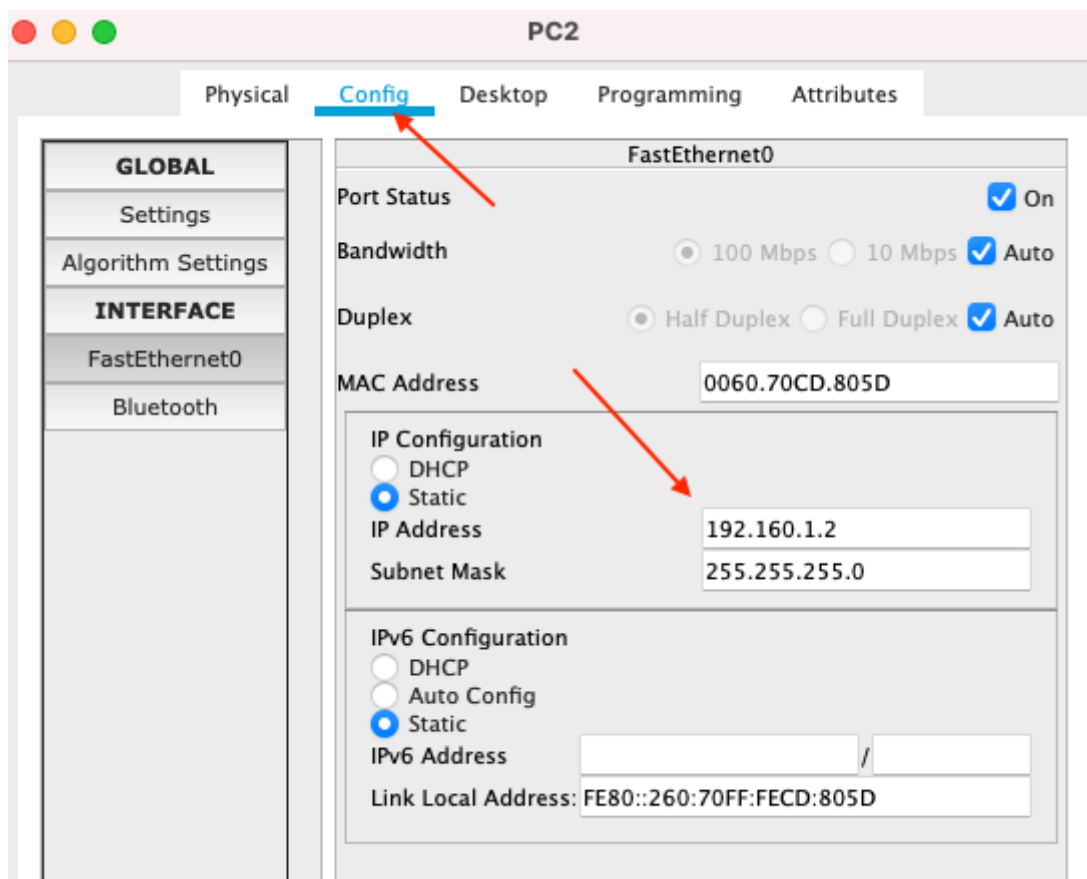 PC2
Physical Config Desktop Programming Attributes
GLOBAL
Settings
Algorithm Settings
INTERFACE
FastEthernet0
Bluetooth
FastEthernet0
Port Status On
Bandwidth 100 Mbps 10 Mbps Auto
Duplex Half Duplex Full Duplex Auto
MAC Address 0060.70CD.805D
IP Configuration
DHCP
Static
IP Address 192.160.1.2
Subnet Mask 255.255.255.0
IPv6 Configuration
DHCP
Auto Config
Static
IPv6 Address /
Link Local Address: FE80::260:70FF:FECD:805D